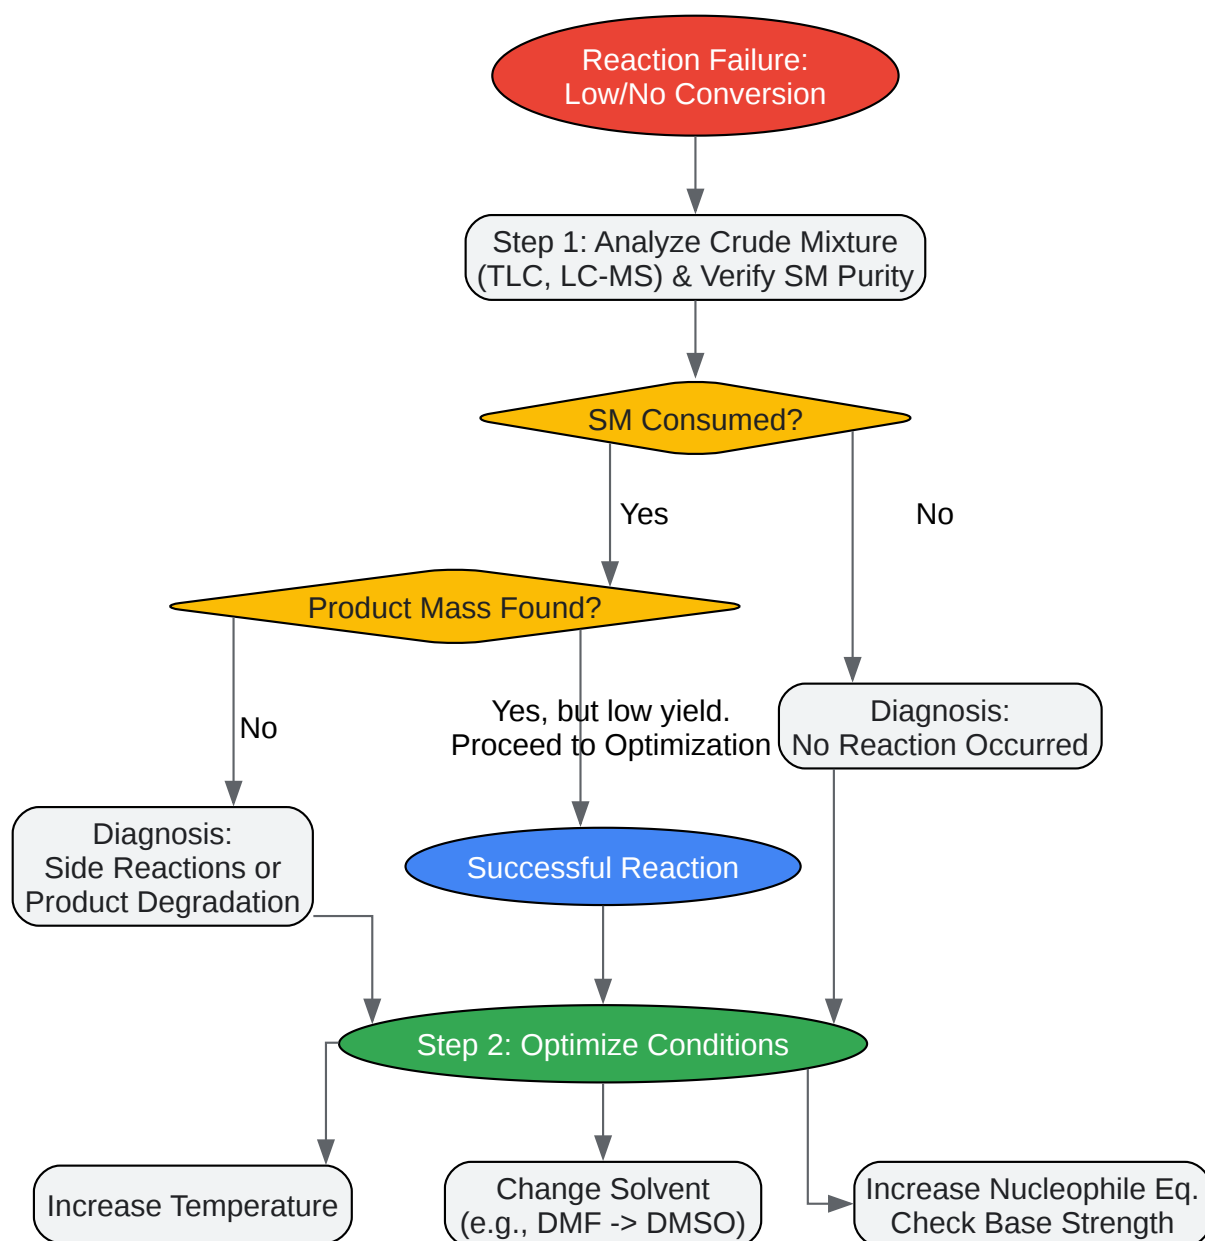 Reaction Failure:
Low/No Conversion
Step 1: Analyze Crude Mixture
(TLC, LC-MS) & Verify SM Purity
SM Consumed?
Yes
No
Product Mass Found?
No
Yes, but low yield.
Proceed to Optimization
Diagnosis:
No Reaction Occurred
Diagnosis:
Side Reactions or
Product Degradation
Successful Reaction
Step 2: Optimize Conditions
Increase Temperature
Change Solvent
(e.g., DMF -> DMSO)
Increase Nucleophile Eq.
Check Base Strength